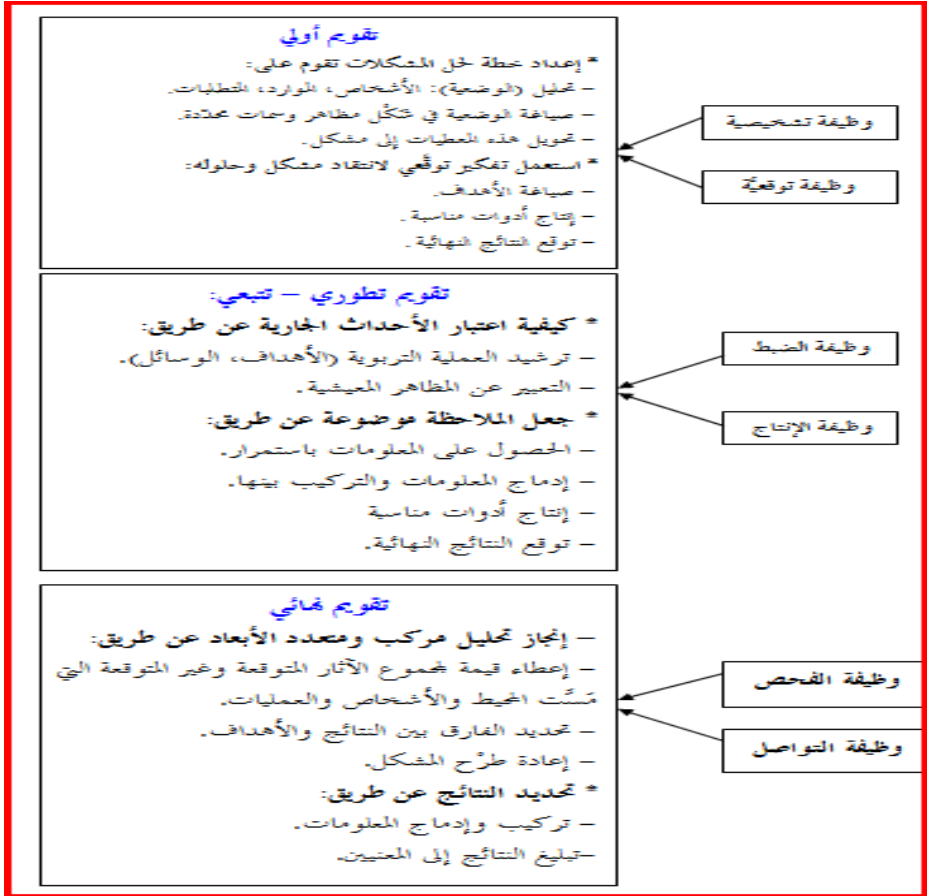 تقويم أولي
* إعداد خطة لحل المشكلات تقوم على:
– تحليل (الوضعية): الأشخاص، الموارد، المتطلبات.
– صياغة الوضعية في شكْل مظاهر وسمات محدّدة.
– تحويل هذه المعطيات إلى مشكل.
* استعمل تفكير توقّعي لانتقاد مشكل وحلوله:
– صياغة الأهداف.
– إنتاج أدوات مناسبة.
– توقع النتائج النهائية.
وظيفة تشخيصية
وظيفة توقعيّة
تقويم تطوري – تتبعي:
* كيفية اعتبار الأحداث الجارية عن طريق:
– ترشيد العملية التربوية (الأهداف، الوسائل).
– التعبير عن المظاهر المعيشية.
* جعل الملاحظة موضوعة عن طريق:
– الحصول على المعلومات باستمرار.
– إدماج المعلومات والتركيب بينها.
– إنتاج أدوات مناسبة
– توقع النتائج النهائية.
وظيفة الضبط
وظيفة الإنتاج
تقويم نهائي
– إنجاز تحليل مركب ومتعدد الأبعاد عن طريق:
– إعطاء قيمة لمجموع الآثار المتوقعة وغير المتوقعة التي
مَسَّت المحيط والأشخاص والعمليات.
– تحديد الفارق بين النتائج والأهداف.
– إعادة طرْح المشكل.
* تحديد النتائج عن طريق:
– تركيب وإدماج المعلومات.
–تبليغ النتائج إلى المعنيين.
وظيفة الفحص
وظيفة التواصل